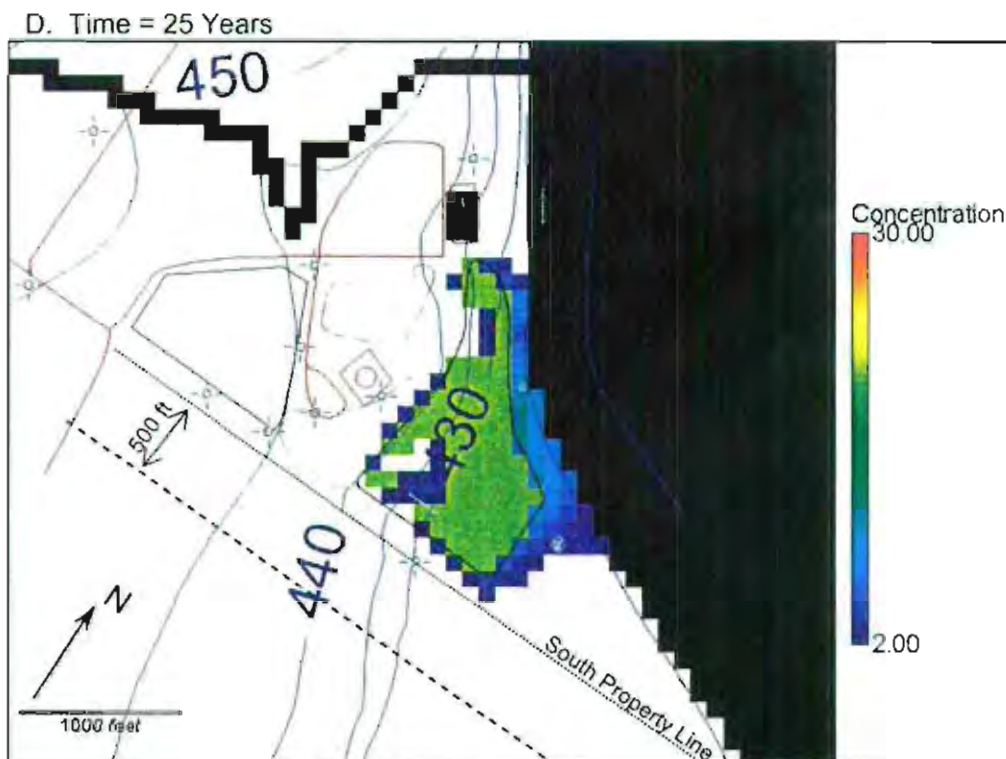 D. Time = 25 Years
450
Concentration
30.00
430
500 ft
440
N
2.00
South Property Line
1000 feet